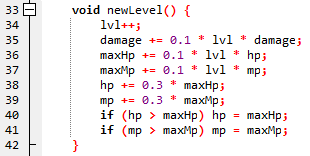 33 void newLevel() {
34 lvl++;
35 damage += 0.1 * lvl * damage;
36 maxHp += 0.1 * lvl * hp;
37 maxMp += 0.1 * lvl * mp;
38 hp += 0.3 * maxHp;
39 mp += 0.3 * maxMp;
40 if (hp > maxHp) hp = maxHp;
41 if (mp > maxMp) mp = maxMp;
42 }